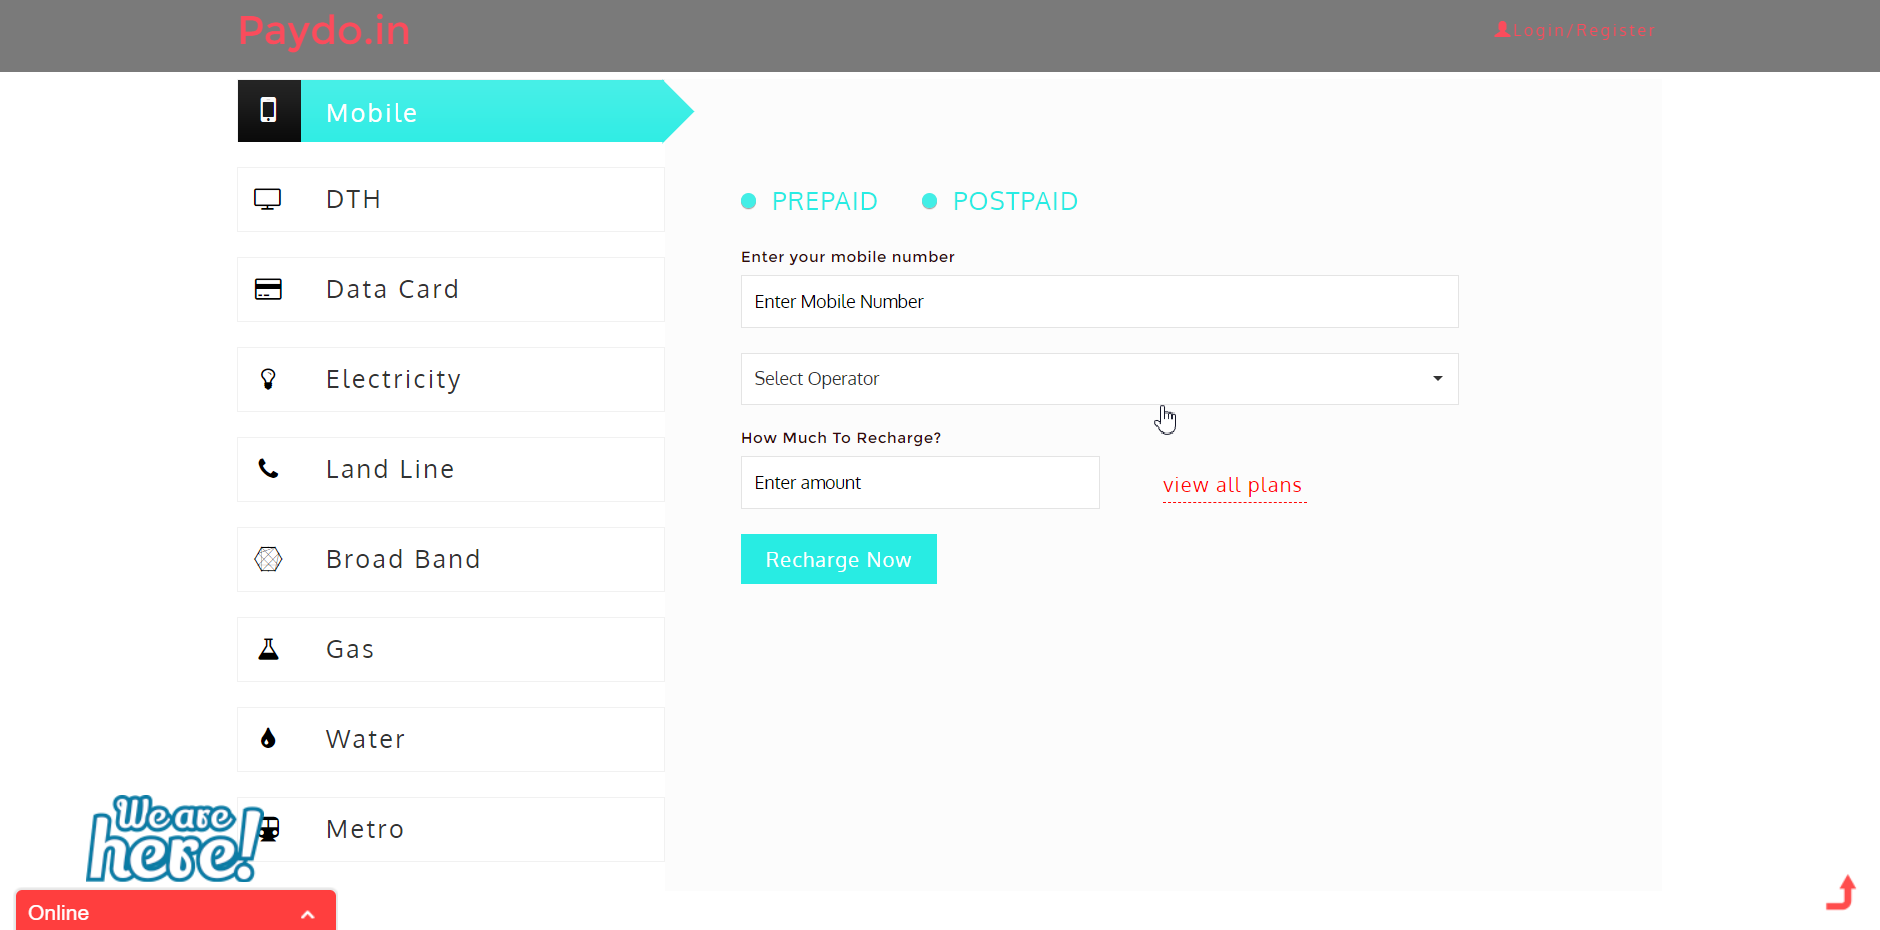 Paydo.in
Login/Register
Mobile
DTH
Data Card
Electricity
Land Line
Broad Band
Gas
Water
Metro
PREPAID POSTPAID
Enter your mobile number
Enter Mobile Number
Select Operator
How Much To Recharge?
Enter amount
view all plans
Recharge Now
We are
here!
Online